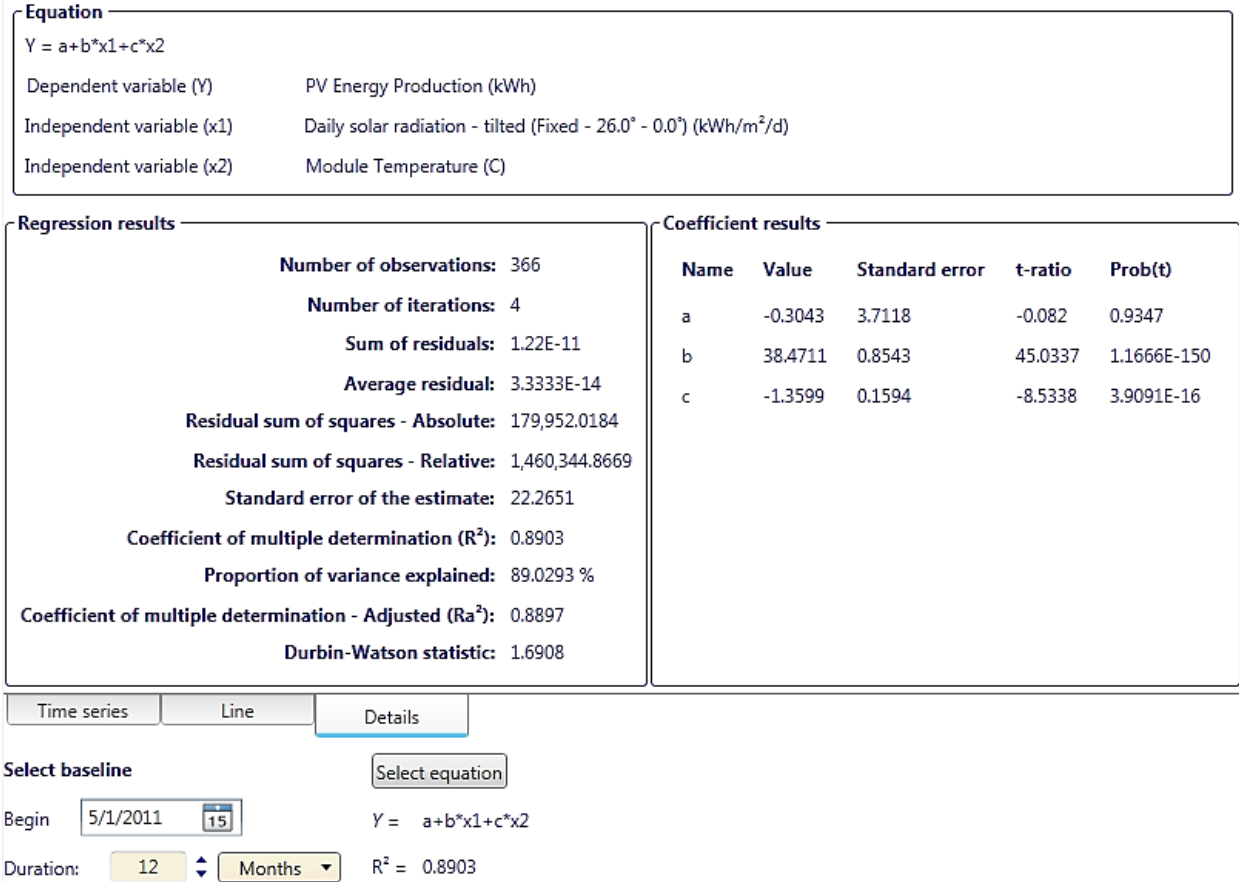 Equation
Y = a+b*x1+c*x2
Dependent variable (Y) PV Energy Production (kWh)
Independent variable (x1) Daily solar radiation - tilted (Fixed - 26.0˚ - 0.0˚) (kWh/m²/d)
Independent variable (x2) Module Temperature (C)
Regression results
Number of observations: 366
Number of iterations: 4
Sum of residuals: 1.22E-11
Average residual: 3.3333E-14
Residual sum of squares - Absolute: 179,952.0184
Residual sum of squares - Relative: 1,460,344.8669
Standard error of the estimate: 22.2651
Coefficient of multiple determination (R²): 0.8903
Proportion of variance explained: 89.0293 %
Coefficient of multiple determination - Adjusted (Ra²): 0.8897
Durbin-Watson statistic: 1.6908
Coefficient results
Name Value Standard error t-ratio Prob(t)
a -0.3043 3.7118 -0.082 0.9347
b 38.4711 0.8543 45.0337 1.1666E-150
c -1.3599 0.1594 -8.5338 3.9091E-16
Time series Line Details
Select baseline
Begin 5/1/2011 15
Duration: 12 Months
Select equation
Y = a+b*x1+c*x2
R² = 0.8903